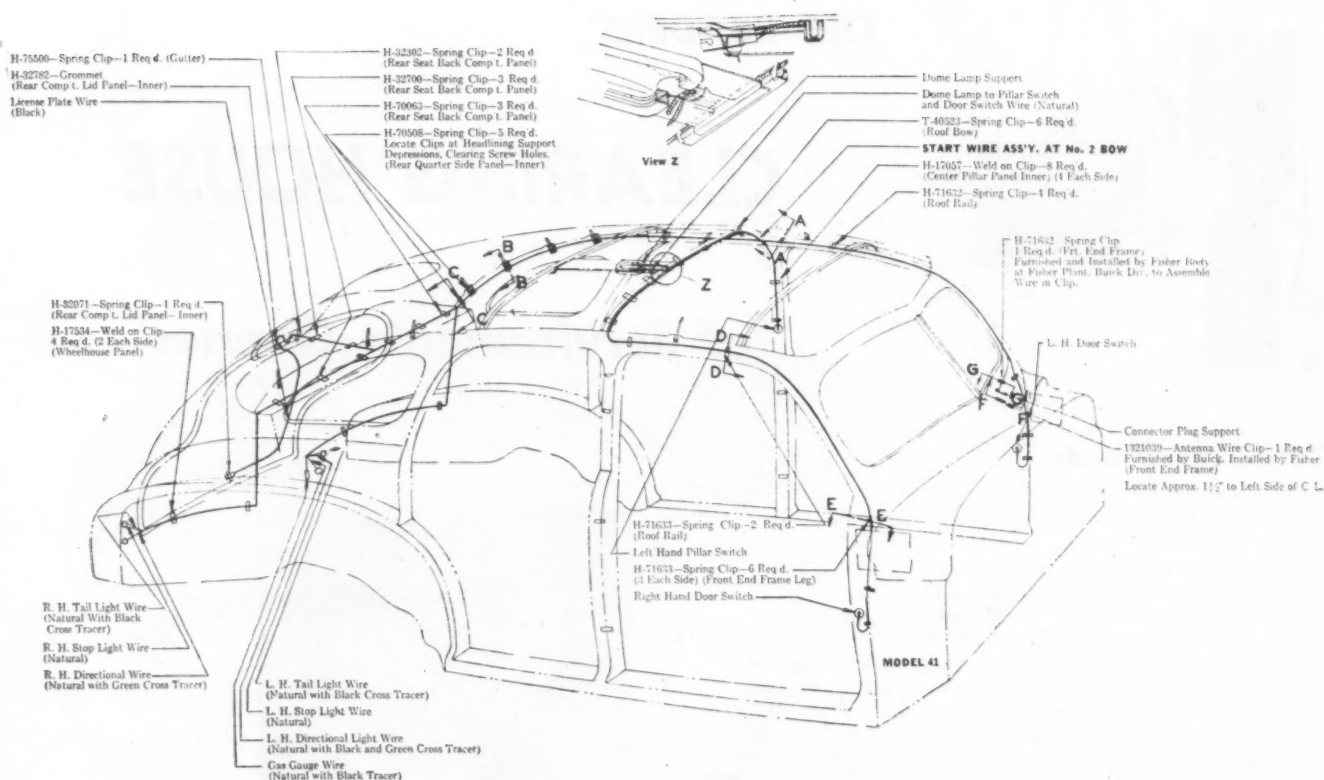 H-75500—Spring Clip—1 Req d. (Gutter)
H-32782—Grommet
(Rear Comp t. Lid Panel—Inner)
License Plate Wire
(Black)
H-32302—Spring Clip—2 Req d.
(Rear Seat Back Comp t. Panel)
H-32700—Spring Clip—3 Req d.
(Rear Seat Back Comp t. Panel)
H-70063—Spring Clip—3 Req d.
(Rear Seat Back Comp t. Panel)
H-70508—Spring Clip—5 Req d.
Locate Clips at Headlining Support
Depressions, Clearing Screw Holes.
(Rear Quarter Side Panel—Inner)
View Z
Dome Lamp Support
Dome Lamp to Pillar Switch
and Door Switch Wire (Natural)
T-40523—Spring Clip—6 Req'd.
(Roof Bow)
START WIRE ASS'Y. AT No. 2 BOW
H-17057—Weld on Clip—8 Req'd.
(Center Pillar Panel Inner) (4 Each Side)
H-71632—Spring Clip—4 Req'd.
(Roof Rail)
H-71632—Spring Clip
1 Req'd. (Frt. End Frame)
Furnished and Installed by Fisher Body
at Fisher Plant. Buick Div. to Assemble
Wire in Clip.
A
A
B
B
C
C
Z
D
D
H-32071—Spring Clip—1 Req d.
(Rear Comp t. Lid Panel—Inner)
H-17534—Weld on Clip
4 Req d. (2 Each Side)
(Wheelhouse Panel)
L. H. Door Switch
G
G
F
F
Connector Plug Support
1321039—Antenna Wire Clip—1 Req d.
Furnished by Buick. Installed by Fisher
(Front End Frame)
Locate Approx. 1½" to Left Side of C L.
E
E
H-71633—Spring Clip—2 Req d.
(Roof Rail)
Left Hand Pillar Switch
H-71633—Spring Clip—6 Req d.
(3 Each Side) (Front End Frame Leg)
Right Hand Door Switch
MODEL 41
R. H. Tail Light Wire
(Natural With Black
Cross Tracer)
R. H. Stop Light Wire
(Natural)
R. H. Directional Wire
(Natural with Green Cross Tracer)
L. H. Tail Light Wire
(Natural with Black Cross Tracer)
L. H. Stop Light Wire
(Natural)
L. H. Directional Light Wire
(Natural with Black and Green Cross Tracer)
Gas Gauge Wire
(Natural with Black Tracer)